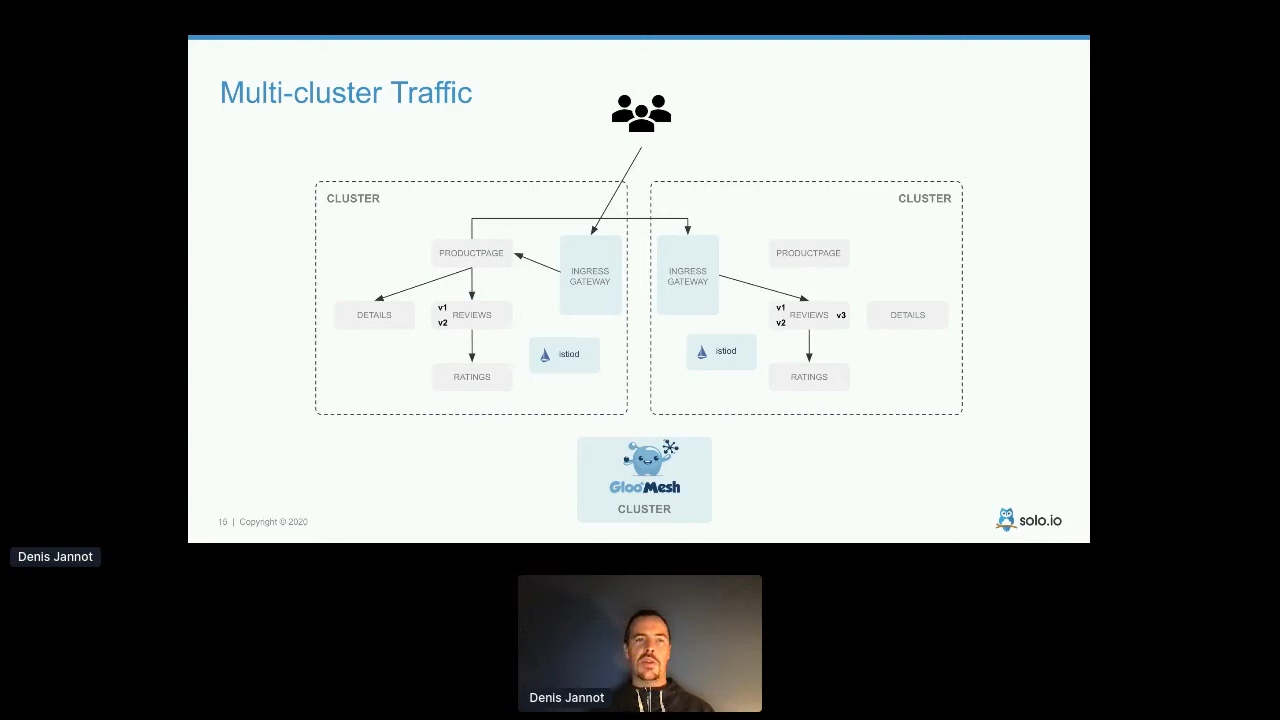 Multi-cluster Traffic
CLUSTER
CLUSTER
PRODUCTPAGE
INGRESS
GATEWAY
INGRESS
GATEWAY
PRODUCTPAGE
DETAILS
v1
v2
REVIEWS
v1
v2
REVIEWS
v3
DETAILS
istiod
istiod
RATINGS
RATINGS
Gloo Mesh
CLUSTER
15 | Copyright © 2020
solo.io
Denis Jannot
Denis Jannot